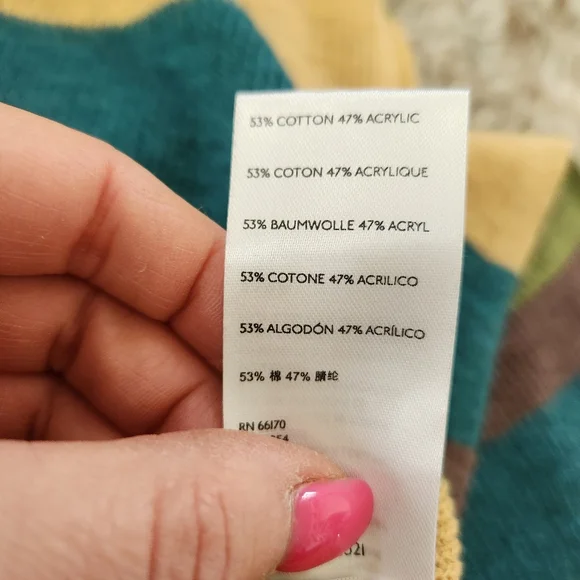 53% COTTON 47% ACRYLIC
53% COTON 47% ACRYLIQUE
53% BAUMWOLLE 47% ACRYL
53% COTONE 47% ACRILICO
53% ALGODÓN 47% ACRÍLICO
53% 棉 47% 腈纶
RN 66170